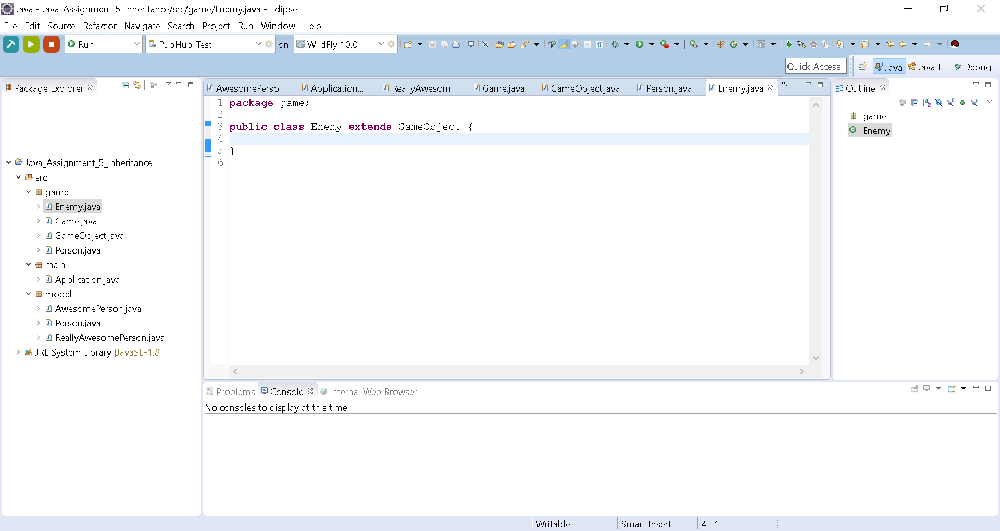 Java - Java_Assignment_5_Inheritance/src/game/Enemy.java - Eclipse
File Edit Source Refactor Navigate Search Project Run Window Help
Run PubHub-Test on: WildFly 10.0
Quick Access Java Java EE Debug
Package Explorer
Java_Assignment_5_Inheritance
src
game
Enemy.java
Game.java
GameObject.java
Person.java
main
Application.java
model
AwesomePerson.java
Person.java
ReallyAwesomePerson.java
JRE System Library [JavaSE-1.8]
AwesomePerso... Application.... ReallyAwesom... Game.java GameObject.java Person.java Enemy.java »1
1 package game;
2
3 public class Enemy extends GameObject {
4
5 }
6
Outline
game
Enemy
Problems Console Internal Web Browser
No consoles to display at this time.
Writable Smart Insert 4 : 1